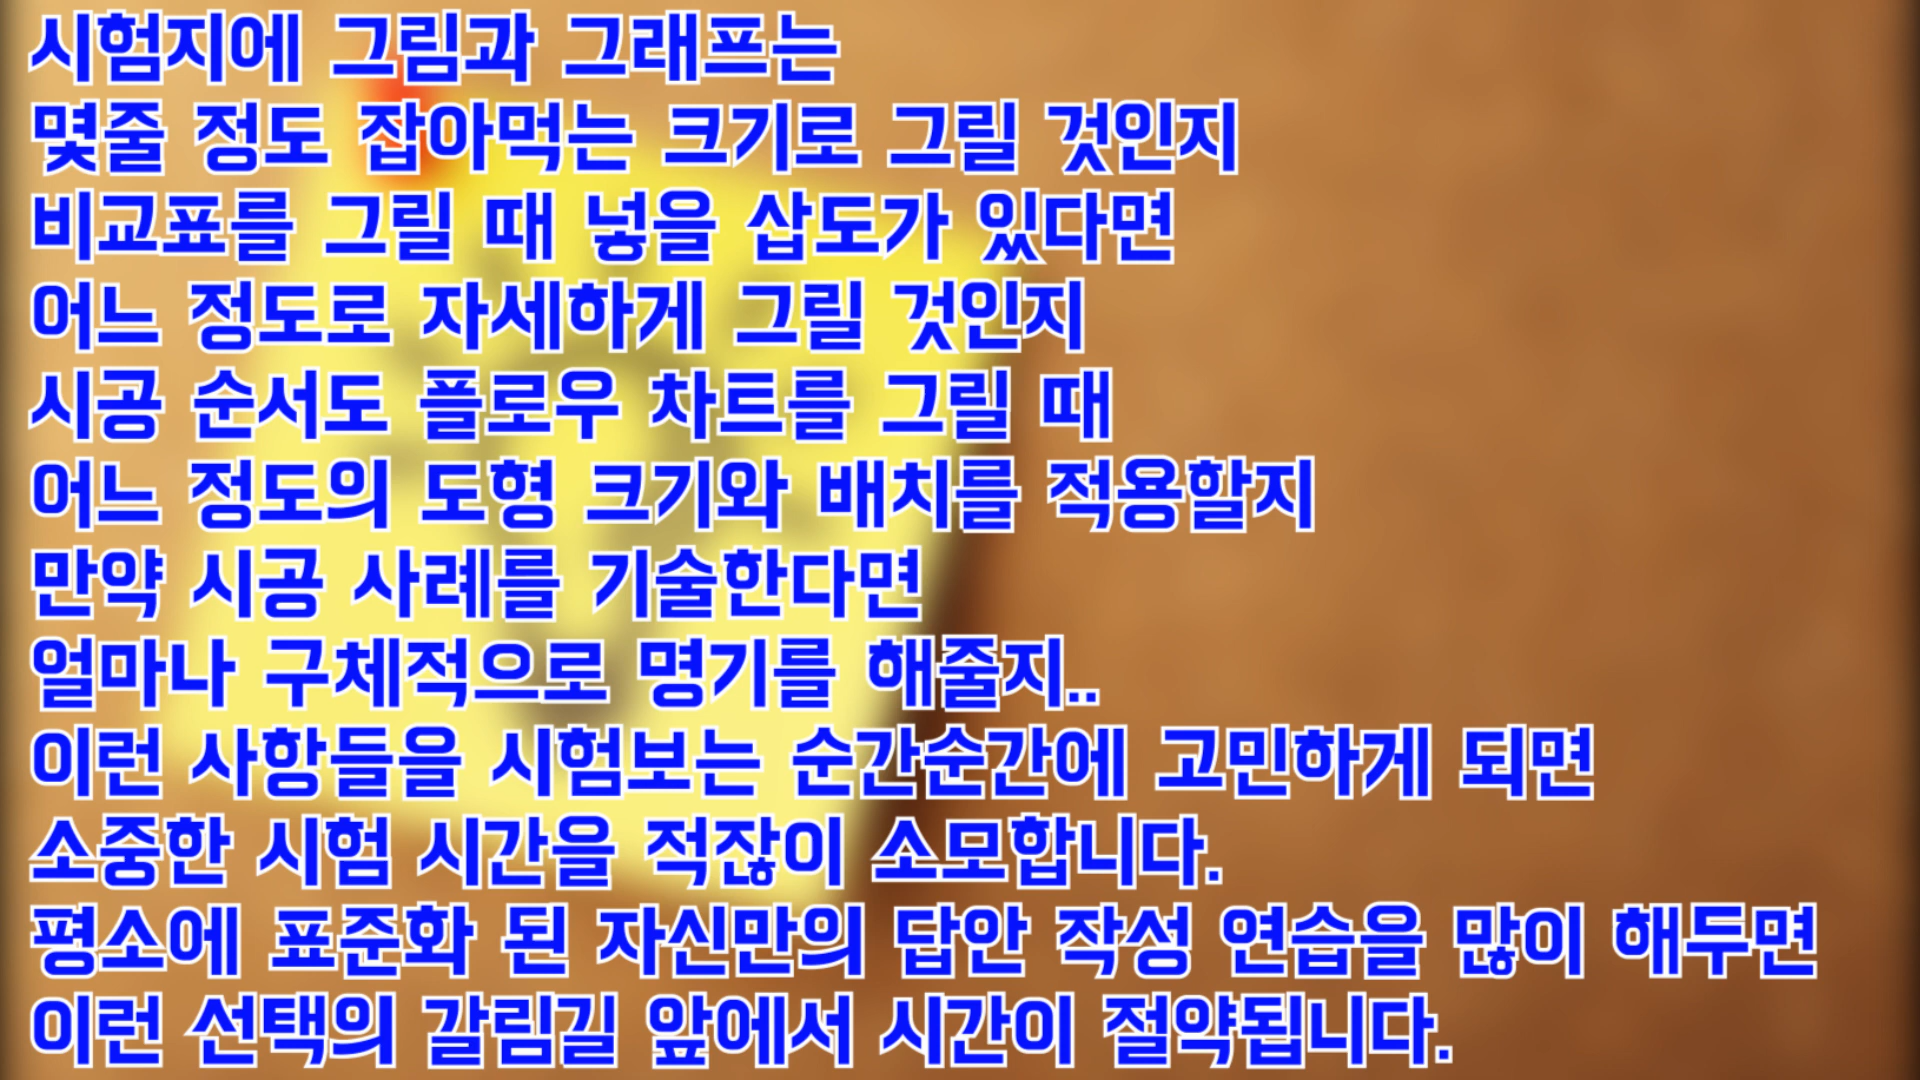 시험지에 그림과 그래프는
몇줄 정도 잡아먹는 크기로 그릴 것인지
비교표를 그릴 때 넣을 삽도가 있다면
어느 정도로 자세하게 그릴 것인지
시공 순서도 플로우 차트를 그릴 때
어느 정도의 도형 크기와 배치를 적용할지
만약 시공 사례를 기술한다면
얼마나 구체적으로 명기를 해줄지..
이런 사항들을 시험보는 순간순간에 고민하게 되면
소중한 시험 시간을 적잖이 소모합니다.
평소에 표준화 된 자신만의 답안 작성 연습을 많이 해두면
이런 선택의 갈림길 앞에서 시간이 절약됩니다.